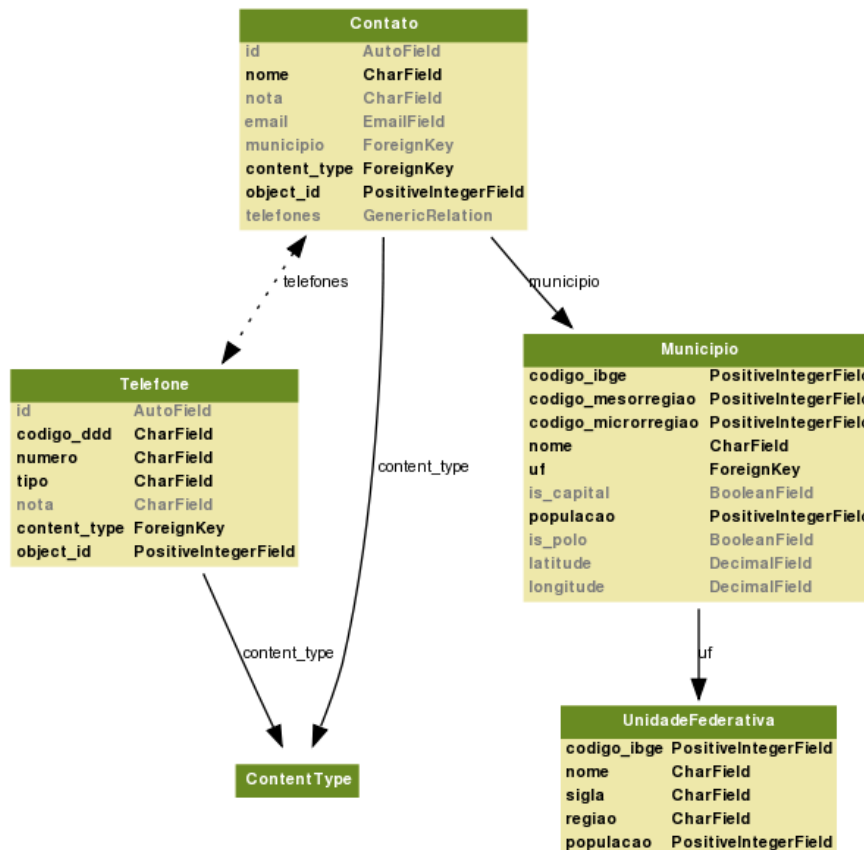 Contato
id AutoField
nome CharField
nota CharField
email EmailField
municipio ForeignKey
content_type ForeignKey
object_id PositiveIntegerField
telefones GenericRelation
telefones
municipio
Telefone
id AutoField
codigo_ddd CharField
numero CharField
tipo CharField
nota CharField
content_type ForeignKey
object_id PositiveIntegerField
content_type
Municipio
codigo_ibge PositiveIntegerField
codigo_mesorregiao PositiveIntegerField
codigo_microrregiao PositiveIntegerField
nome CharField
uf ForeignKey
is_capital BooleanField
populacao PositiveIntegerField
is_polo BooleanField
latitude DecimalField
longitude DecimalField
content_type
uf
ContentType
UnidadeFederativa
codigo_ibge PositiveIntegerField
nome CharField
sigla CharField
regiao CharField
populacao PositiveIntegerField